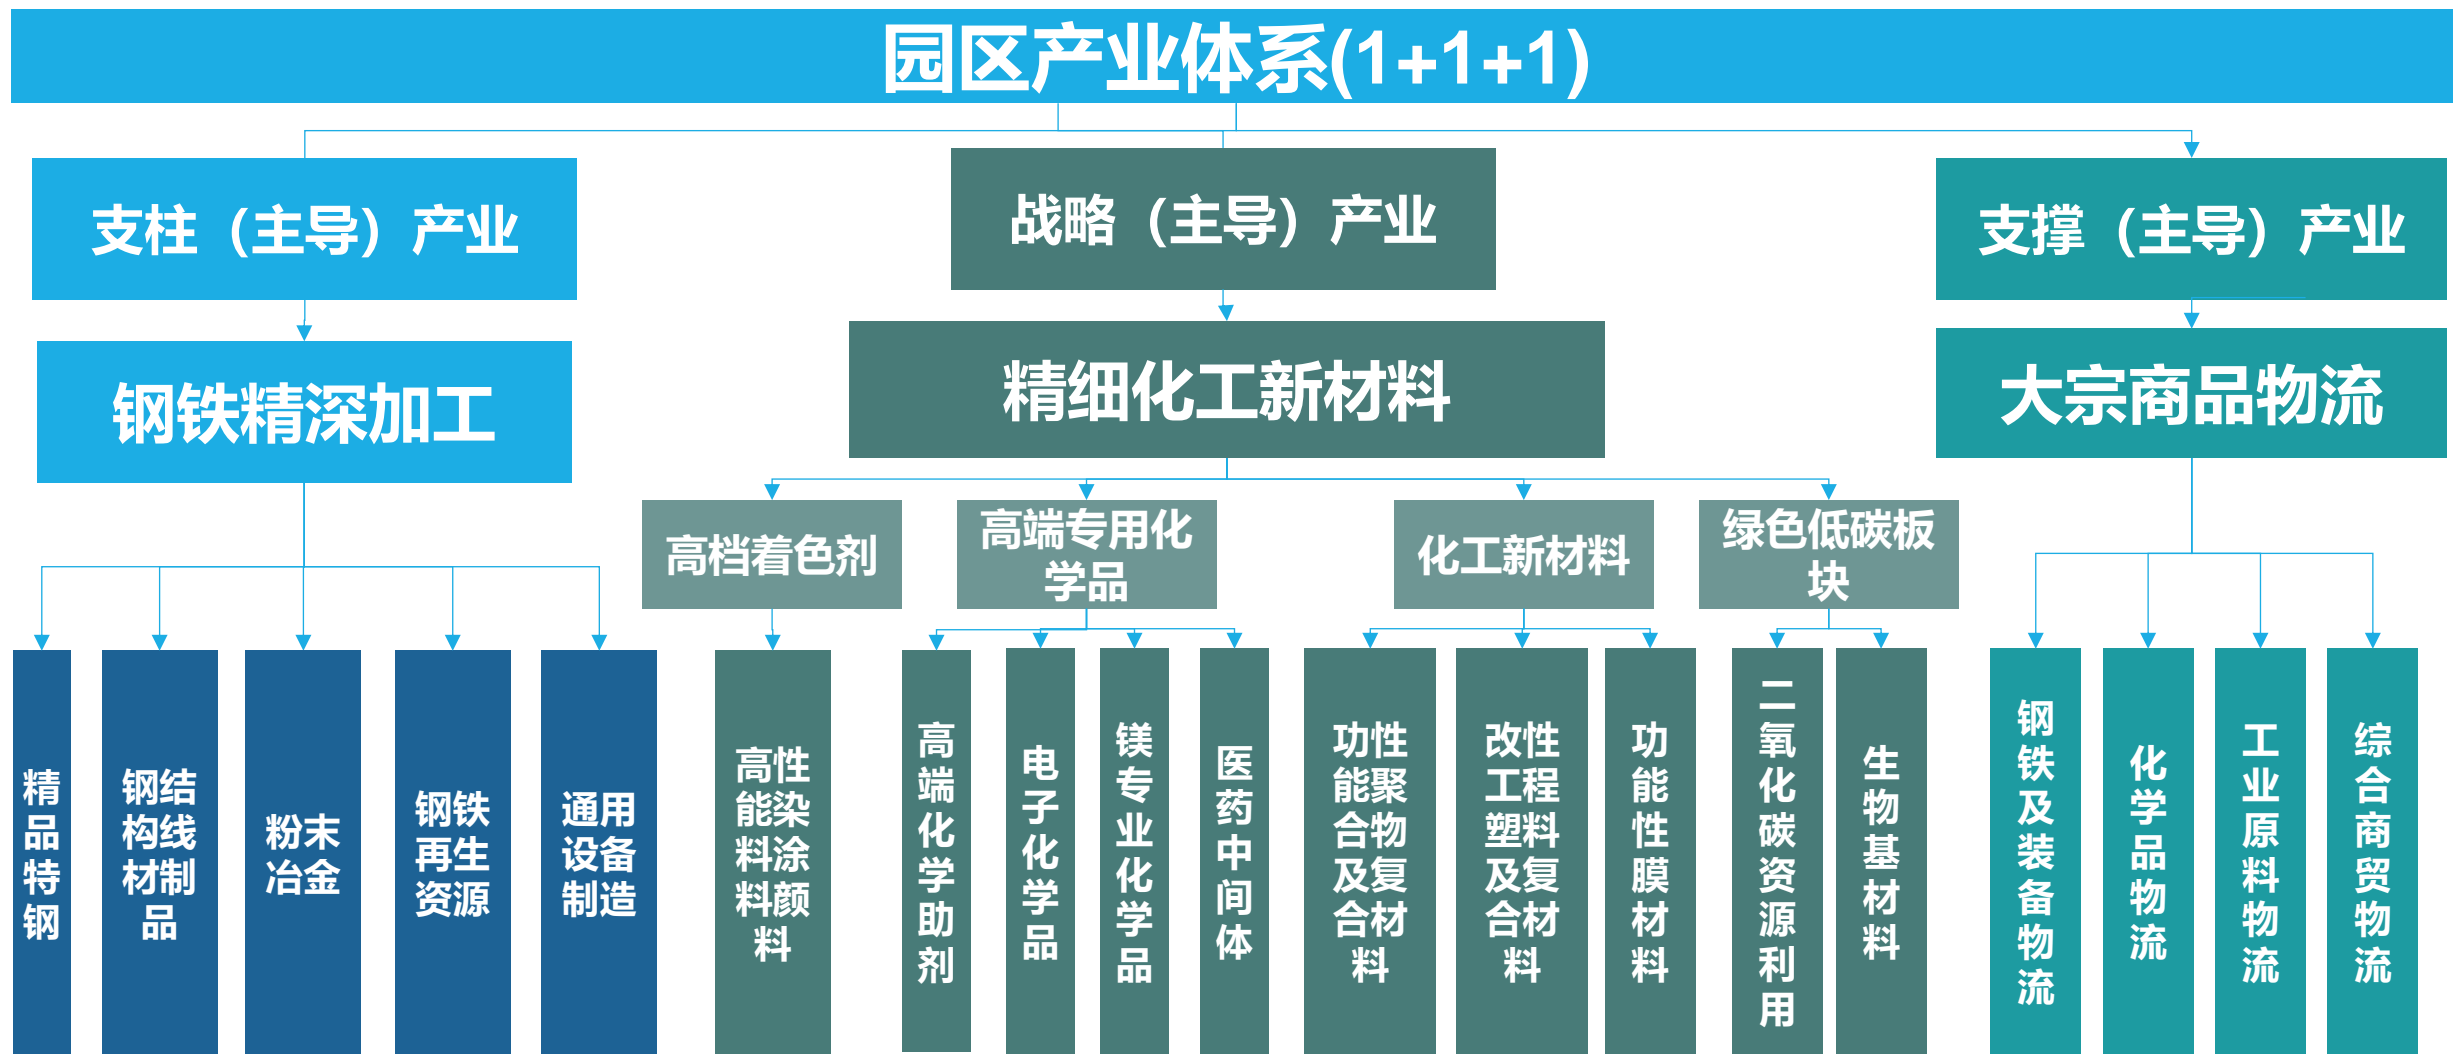 园区产业体系(1+1+1)
支柱（主导）产业
战略（主导）产业
支撑（主导）产业
钢铁精深加工
精细化工新材料
大宗商品物流
高档着色剂
高端专用化
学品
化工新材料
绿色低碳板
块
精
品
特
钢
钢结
构线
材制
品
粉末
冶金
钢铁
再生
资源
通用
设备
制造
高性
能染
料涂
料颜
料
高
端
化
学
助
剂
电
子
化
学
品
镁
专
业
化
学
品
医
药
中
间
体
功性
能聚
合物
及复
合材
料
改性
工程
塑料
及复
合材
料
功
能
性
膜
材
料
二
氧
化
碳
资
源
利
用
生
物
基
材
料
钢
铁
及
装
备
物
流
化
学
品
物
流
工
业
原
料
物
流
综
合
商
贸
物
流